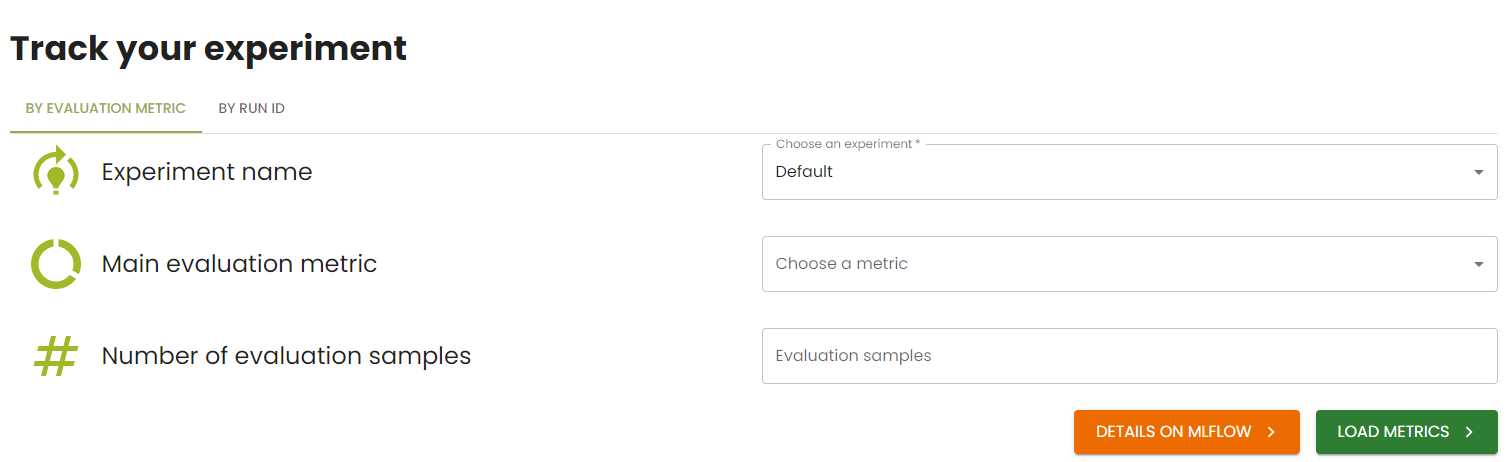 Track your experiment
BY EVALUATION METRIC
BY RUN ID
Choose an experiment *
Experiment name
Default
Main evaluation metric
Choose a metric
Number of evaluation samples
Evaluation samples
DETAILS ON MLFLOW
LOAD METRICS